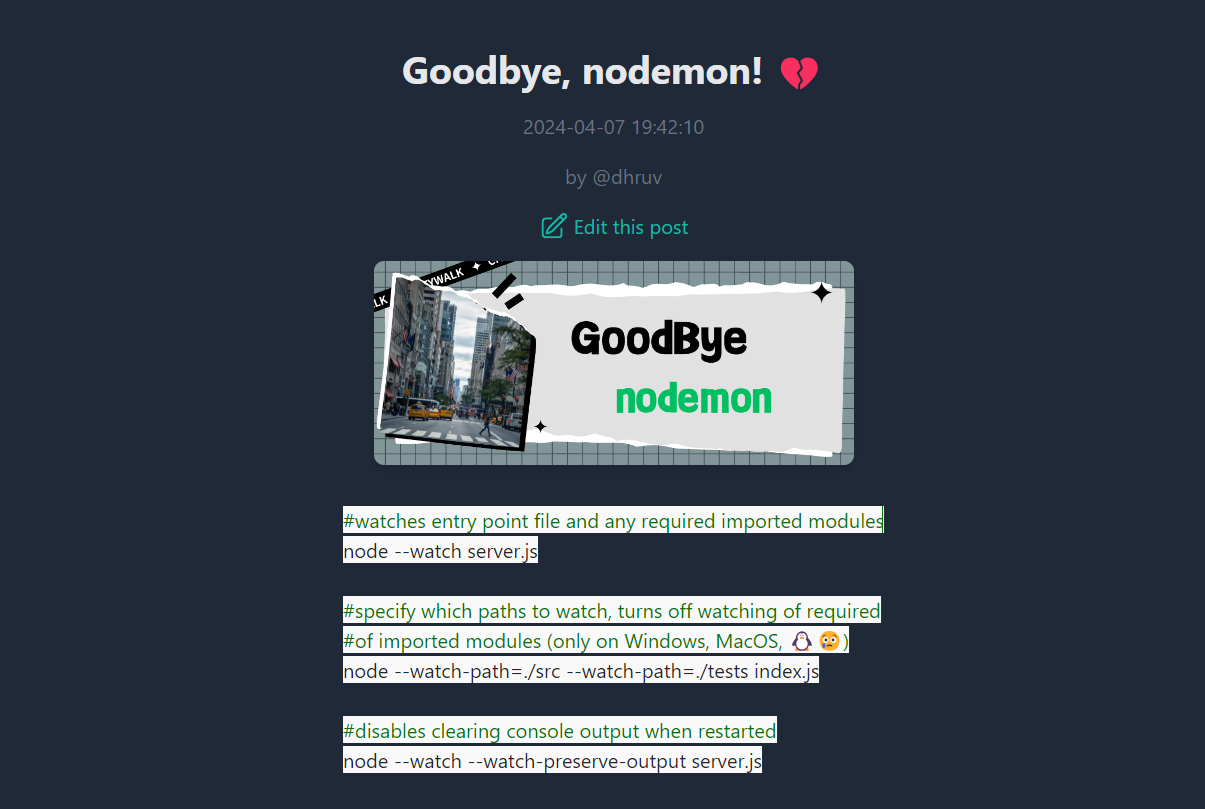 Goodbye, nodemon! 💔
2024-04-07 19:42:10
by @dhruv
Edit this post
YWALK
LK
GoodBye
nodemon
#watches entry point file and any required imported modules
node --watch server.js
#specify which paths to watch, turns off watching of required
#of imported modules (only on Windows, MacOS, 🐧😢)
node --watch-path=./src --watch-path=./tests index.js
#disables clearing console output when restarted
node --watch --watch-preserve-output server.js